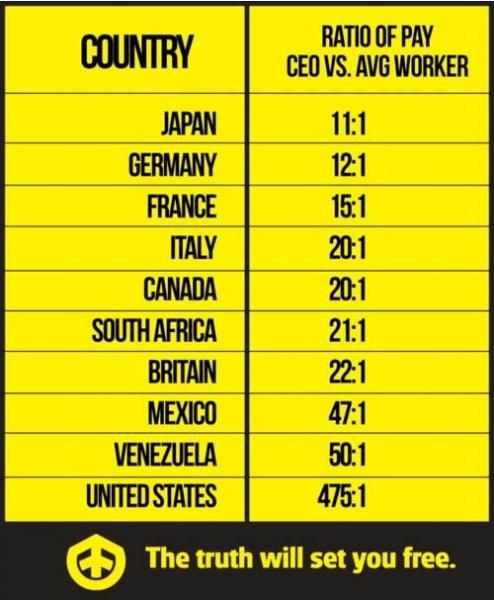 COUNTRY
RATIO OF PAY
CEO VS. AVG WORKER
JAPAN 11:1
GERMANY 12:1
FRANCE 15:1
ITALY 20:1
CANADA 20:1
SOUTH AFRICA 21:1
BRITAIN 22:1
MEXICO 47:1
VENEZUELA 50:1
UNITED STATES 475:1
The truth will set you free.